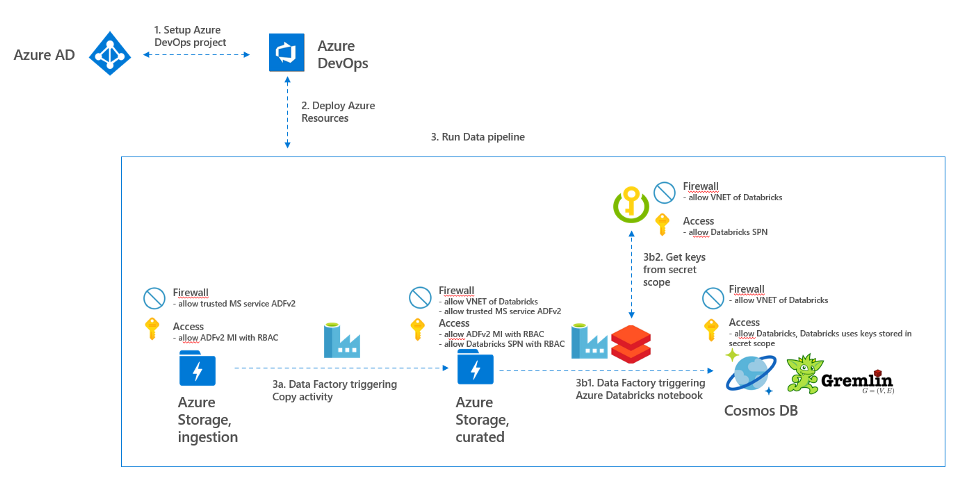 1. Setup Azure
DevOps project
Azure AD
Azure
DevOps
2. Deploy Azure
Resources
3. Run Data pipeline
Firewall
- allow VNET of Databricks
Access
- allow Databricks SPN
3b2. Get keys
from secret
scope
Firewall
- allow trusted MS service ADFv2
Access
- allow ADFv2 MI with RBAC
Firewall
- allow VNET of Databricks
- allow trusted MS service ADFv2
Access
- allow ADFv2 MI with RBAC
- allow Databricks SPN with RBAC
Firewall
- allow VNET of Databricks
Access
- allow Databricks, Databricks uses keys stored in
secret scope
3a. Data Factory triggering
Copy activity
3b1. Data Factory triggering
Azure Databricks notebook
Azure
Storage,
ingestion
Azure
Storage,
curated
Cosmos DB
Gremlin
G = (V, E)